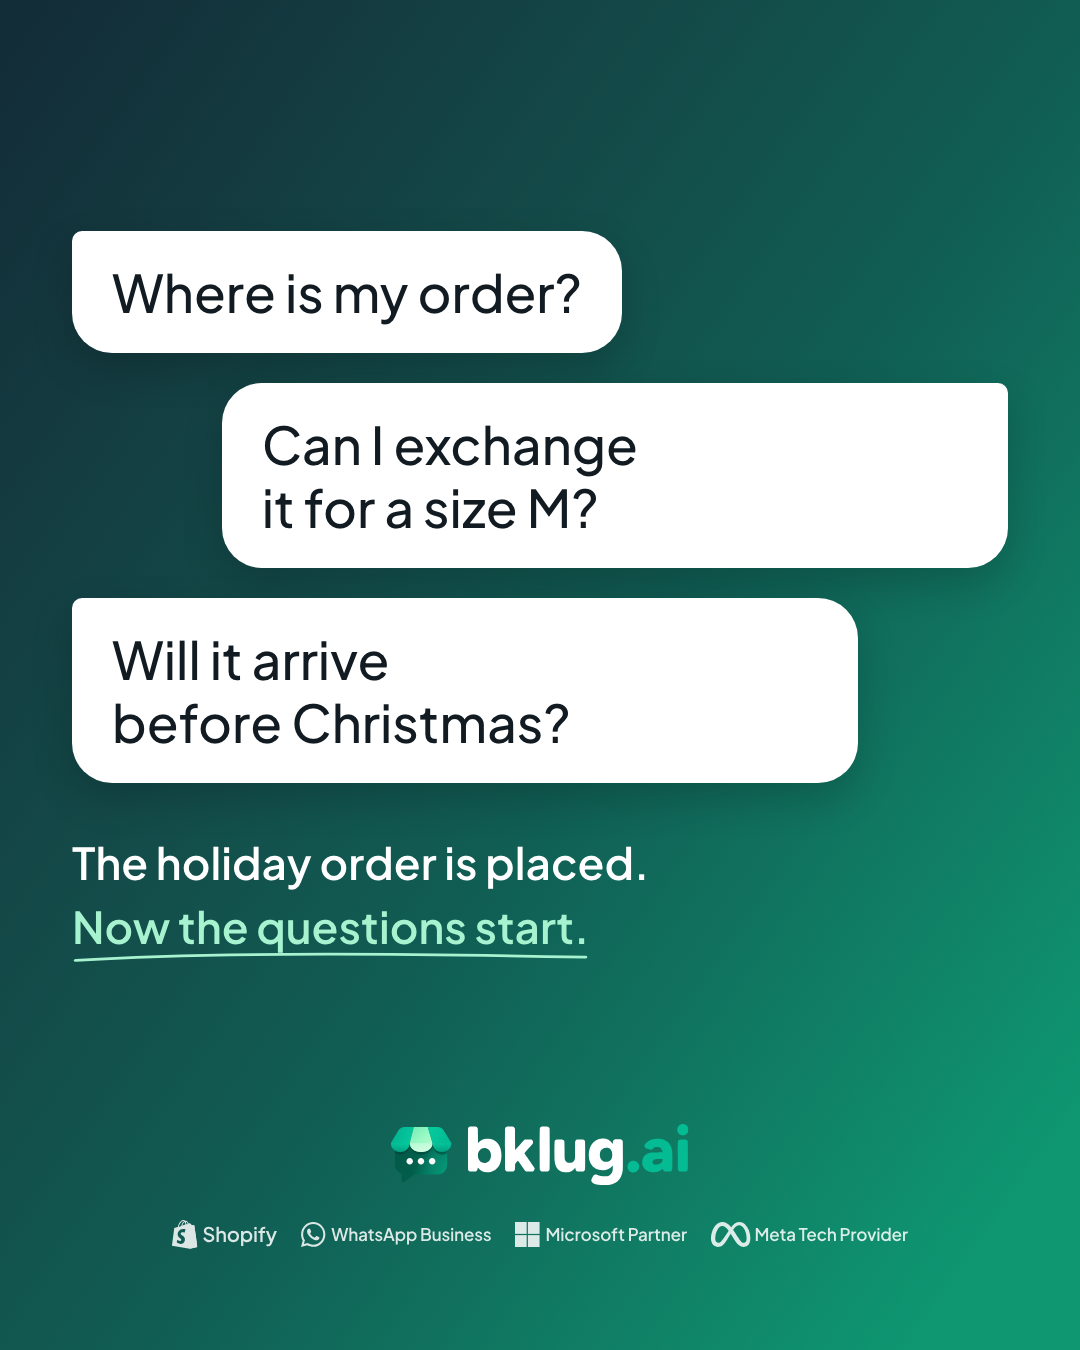 Where is my order?
Can I exchange
it for a size M?
Will it arrive
before Christmas?
The holiday order is placed.
Now the questions start.
bklug.ai
Shopify WhatsApp Business Microsoft Partner Meta Tech Provider